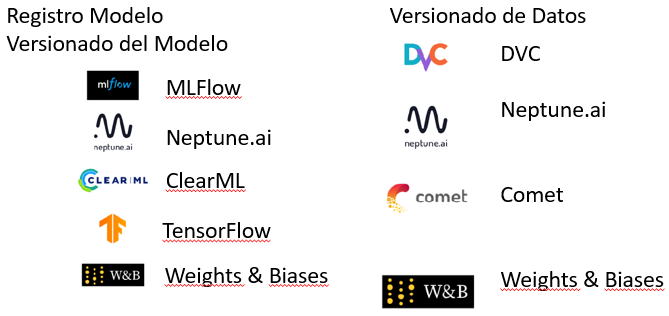 Registro Modelo
Versionado del Modelo
mlflow MLFlow
neptune.ai Neptune.ai
CLEAR|ML ClearML
TF TensorFlow
W&B Weights & Biases
Versionado de Datos
DVC DVC
neptune.ai Neptune.ai
comet Comet
W&B Weights & Biases